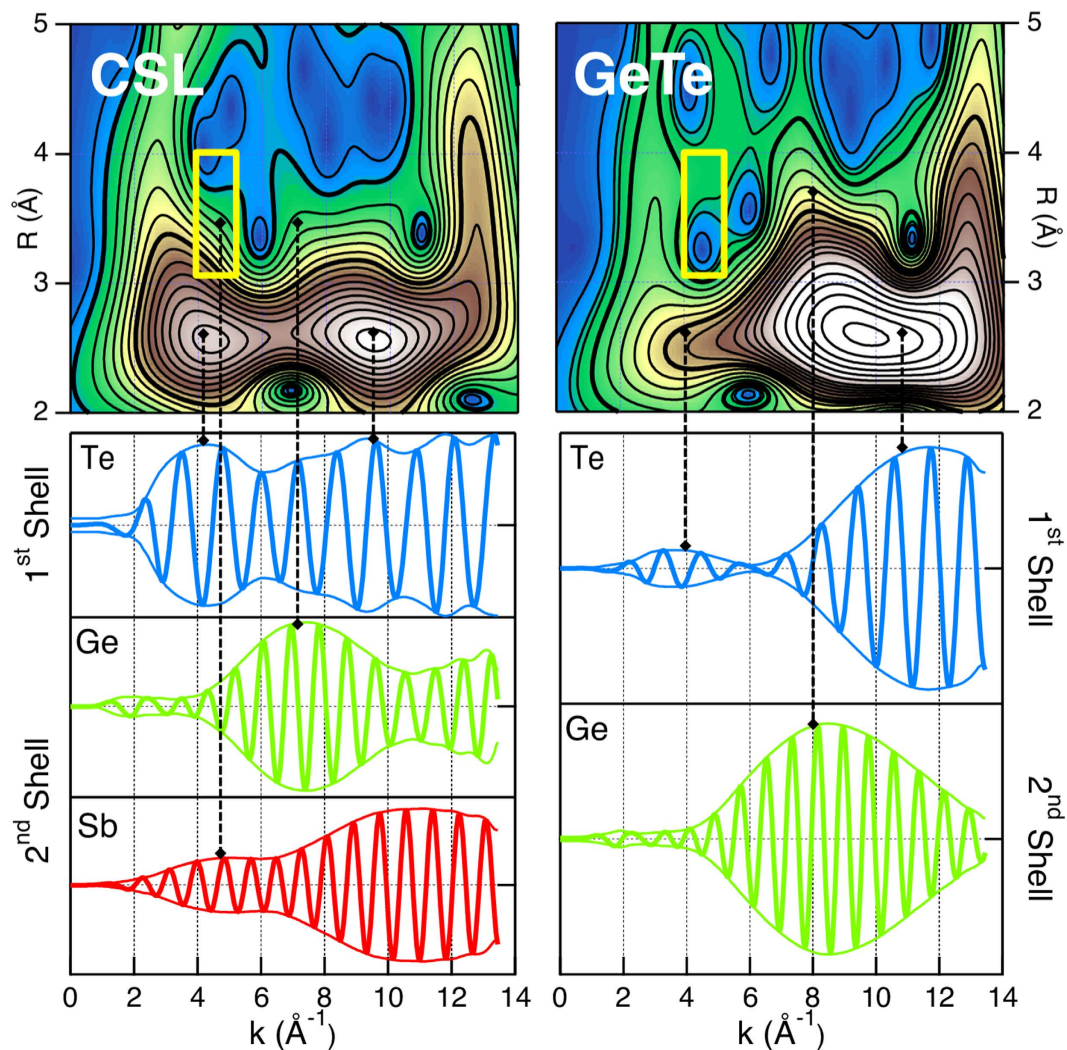 CSL
GeTe
5
4
3
2
R (Å)
5
4
3
2
R (Å)
Te
Ge
Sb
1st Shell
2nd Shell
Te
Ge
1st Shell
2nd Shell
0 2 4 6 8 10 12 14
k (Å-1)
0 2 4 6 8 10 12 14
k (Å-1)